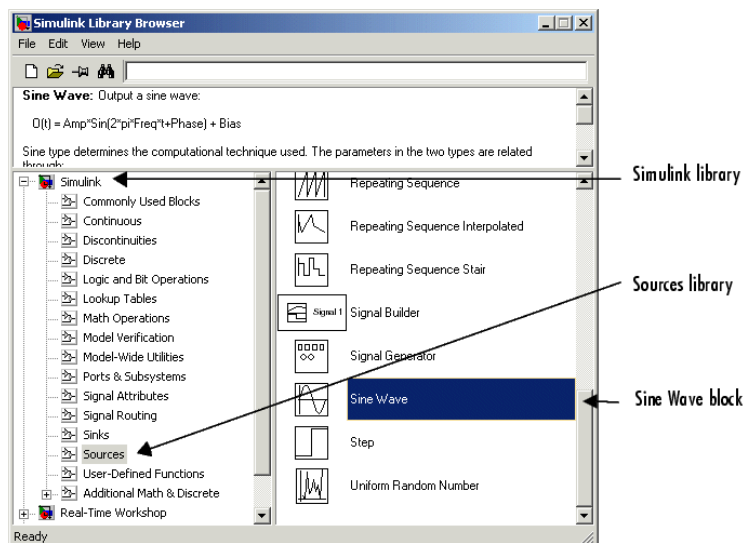 Simulink Library Browser
File Edit View Help
Sine Wave: Output a sine wave:
O(t) = Amp*Sin(2*pi*Freq*t+Phase) + Bias
Sine type determines the computational technique used. The parameters in the two types are related
through:
Simulink
Commonly Used Blocks
Continuous
Discontinuities
Discrete
Logic and Bit Operations
Lookup Tables
Math Operations
Model Verification
Model-Wide Utilities
Ports & Subsystems
Signal Attributes
Signal Routing
Sinks
Sources
User-Defined Functions
Additional Math & Discrete
Real-Time Workshop
Repeating Sequence
Repeating Sequence Interpolated
Repeating Sequence Stair
Signal 1 Signal Builder
Signal Generator
Sine Wave
Step
Uniform Random Number
Ready
Simulink library
Sources library
Sine Wave block